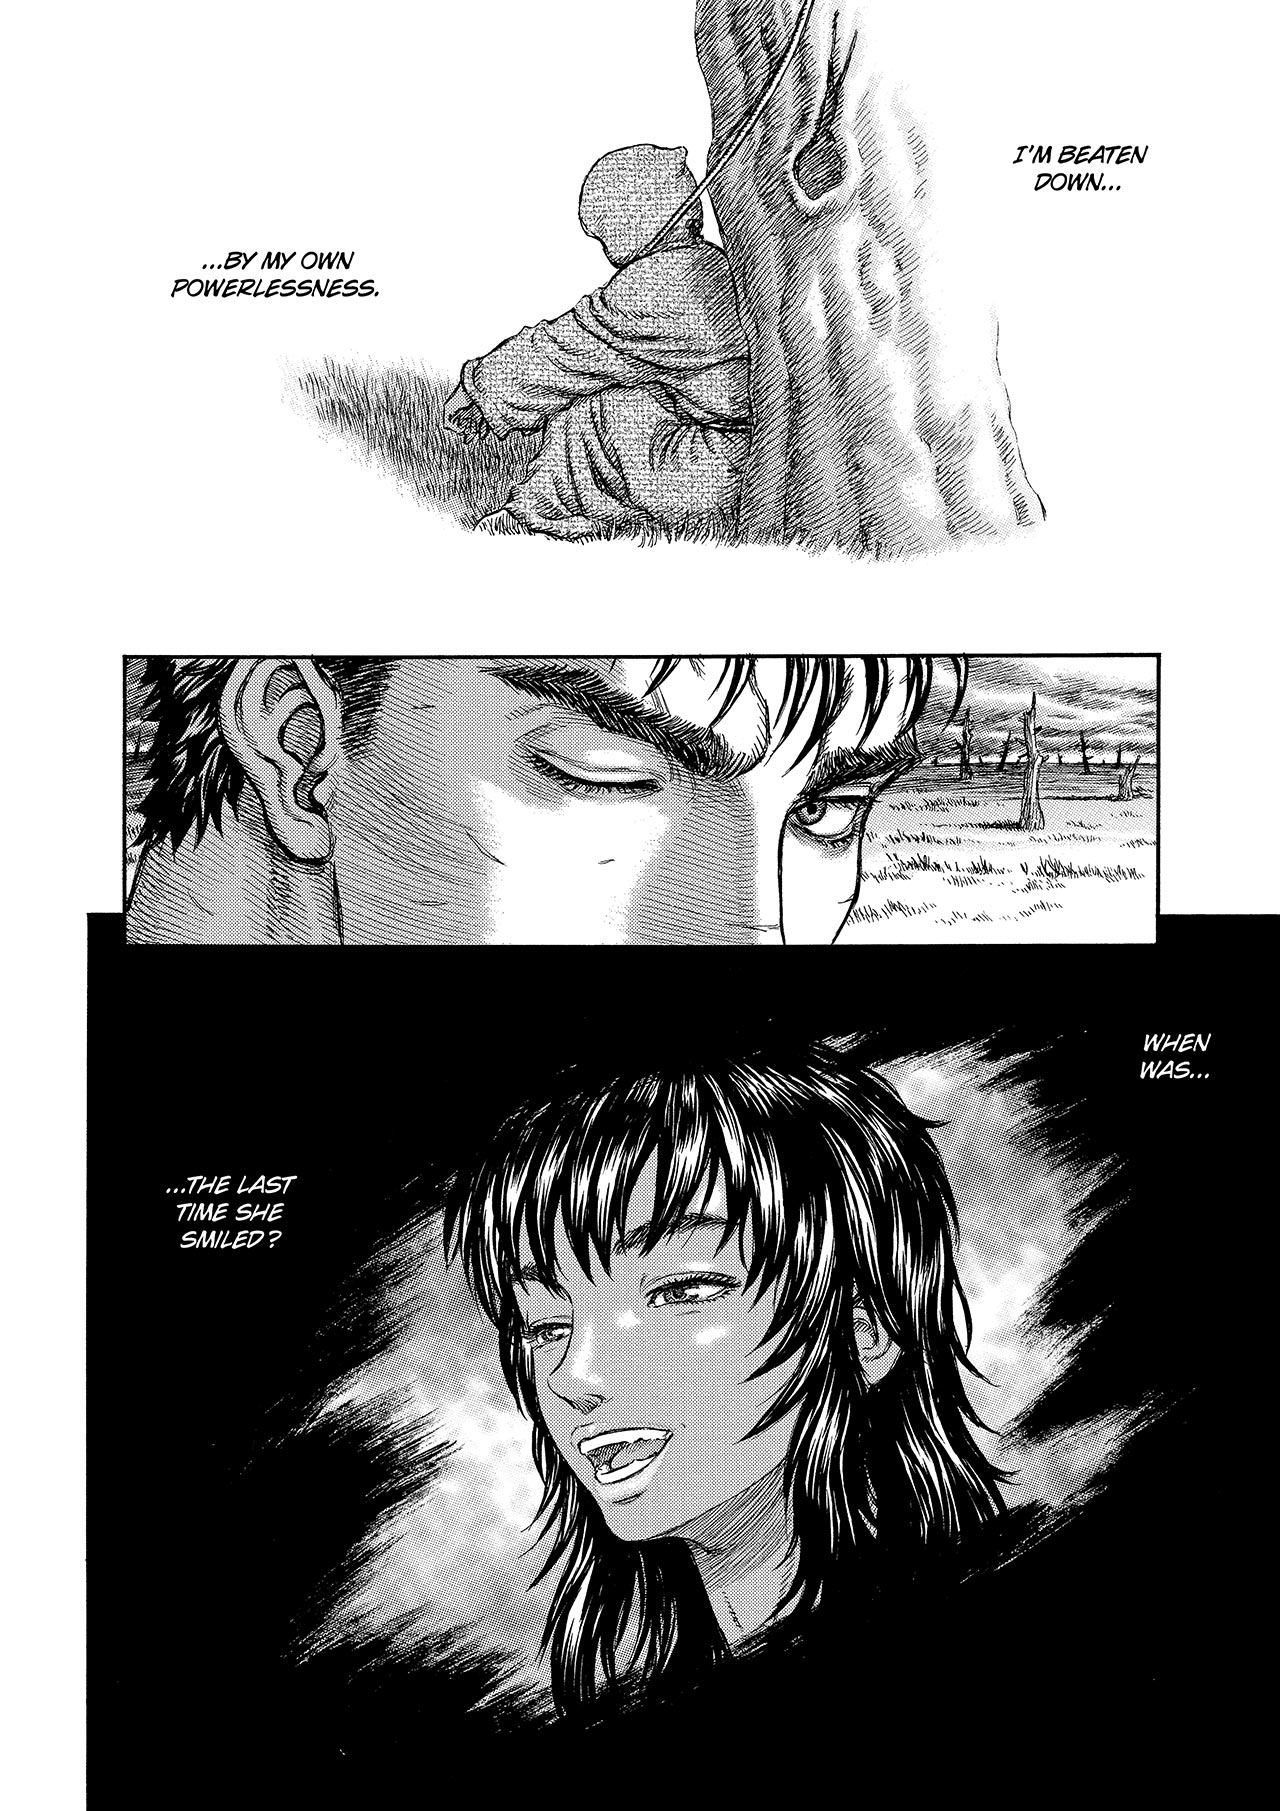 I'M BEATEN
DOWN...
...BY MY OWN
POWERLESSNESS.
WHEN
WAS...
...THE LAST
TIME SHE
SMILED?